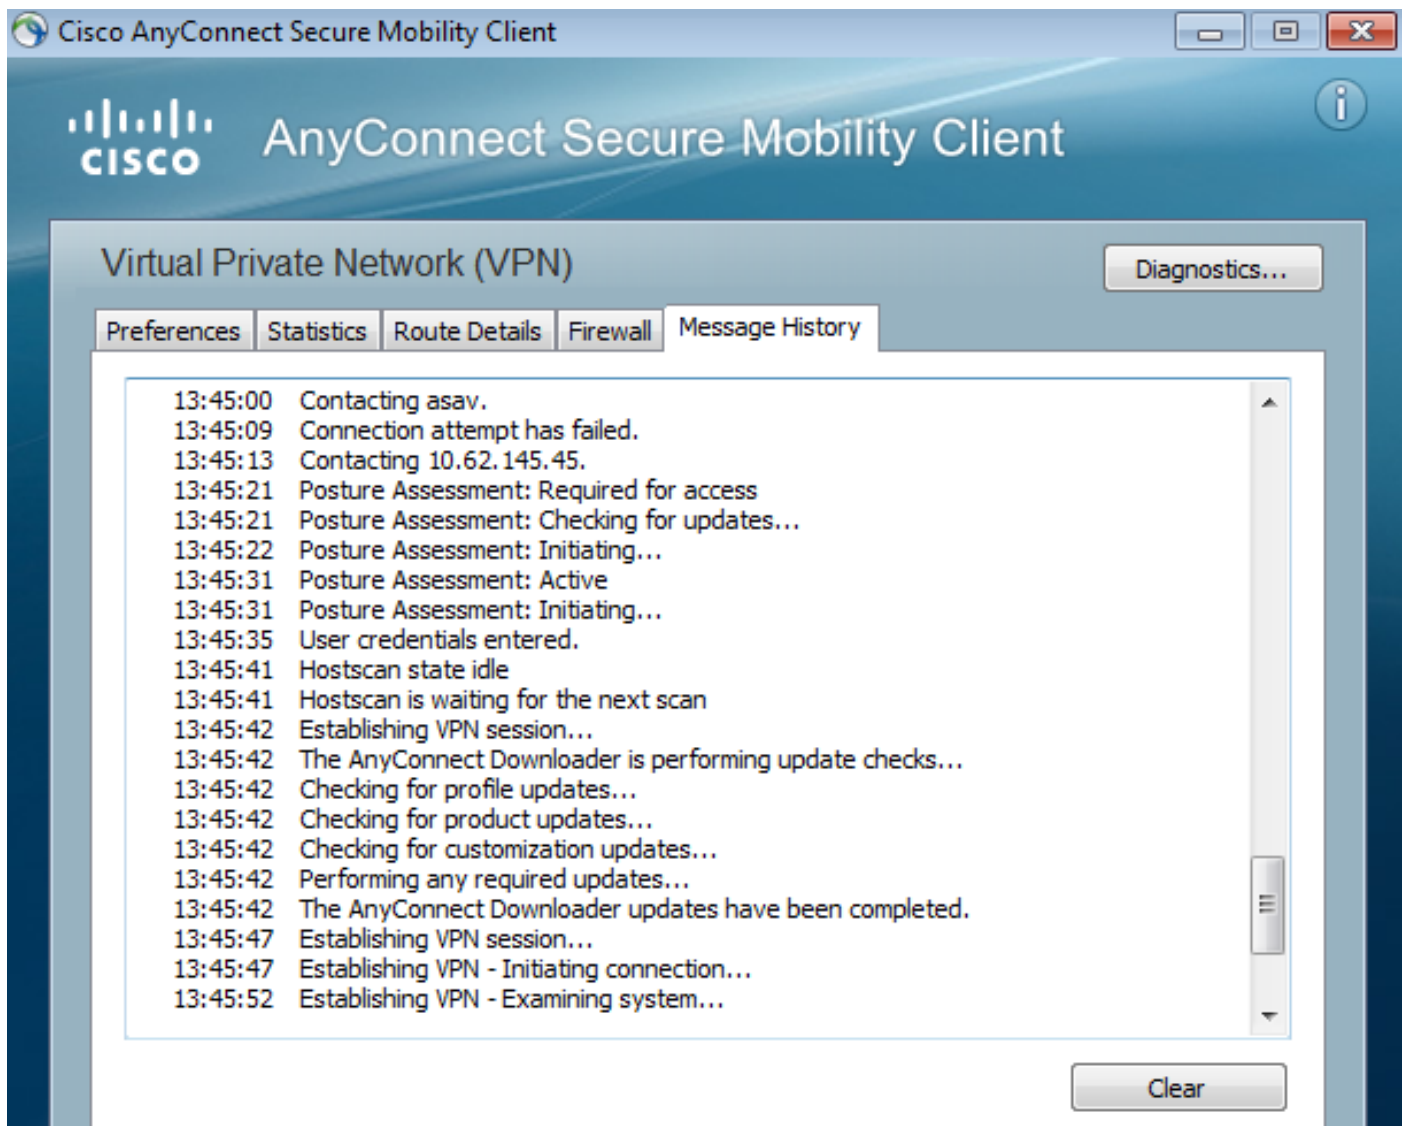 Cisco AnyConnect Secure Mobility Client
CISCO
AnyConnect Secure Mobility Client
Virtual Private Network (VPN)
Diagnostics...
Preferences Statistics Route Details Firewall Message History
13:45:00 Contacting asav.
13:45:09 Connection attempt has failed.
13:45:13 Contacting 10.62.145.45.
13:45:21 Posture Assessment: Required for access
13:45:21 Posture Assessment: Checking for updates...
13:45:22 Posture Assessment: Initiating...
13:45:31 Posture Assessment: Active
13:45:31 Posture Assessment: Initiating...
13:45:35 User credentials entered.
13:45:41 Hostscan state idle
13:45:41 Hostscan is waiting for the next scan
13:45:42 Establishing VPN session...
13:45:42 The AnyConnect Downloader is performing update checks...
13:45:42 Checking for profile updates...
13:45:42 Checking for product updates...
13:45:42 Checking for customization updates...
13:45:42 Performing any required updates...
13:45:42 The AnyConnect Downloader updates have been completed.
13:45:47 Establishing VPN session...
13:45:47 Establishing VPN - Initiating connection...
13:45:52 Establishing VPN - Examining system...
Clear